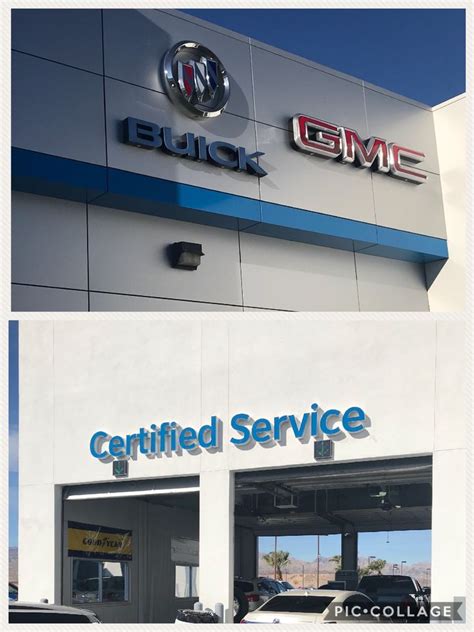 BUICK
GMC
Certified Service
GOODYEAR
PIC•COLLAGE